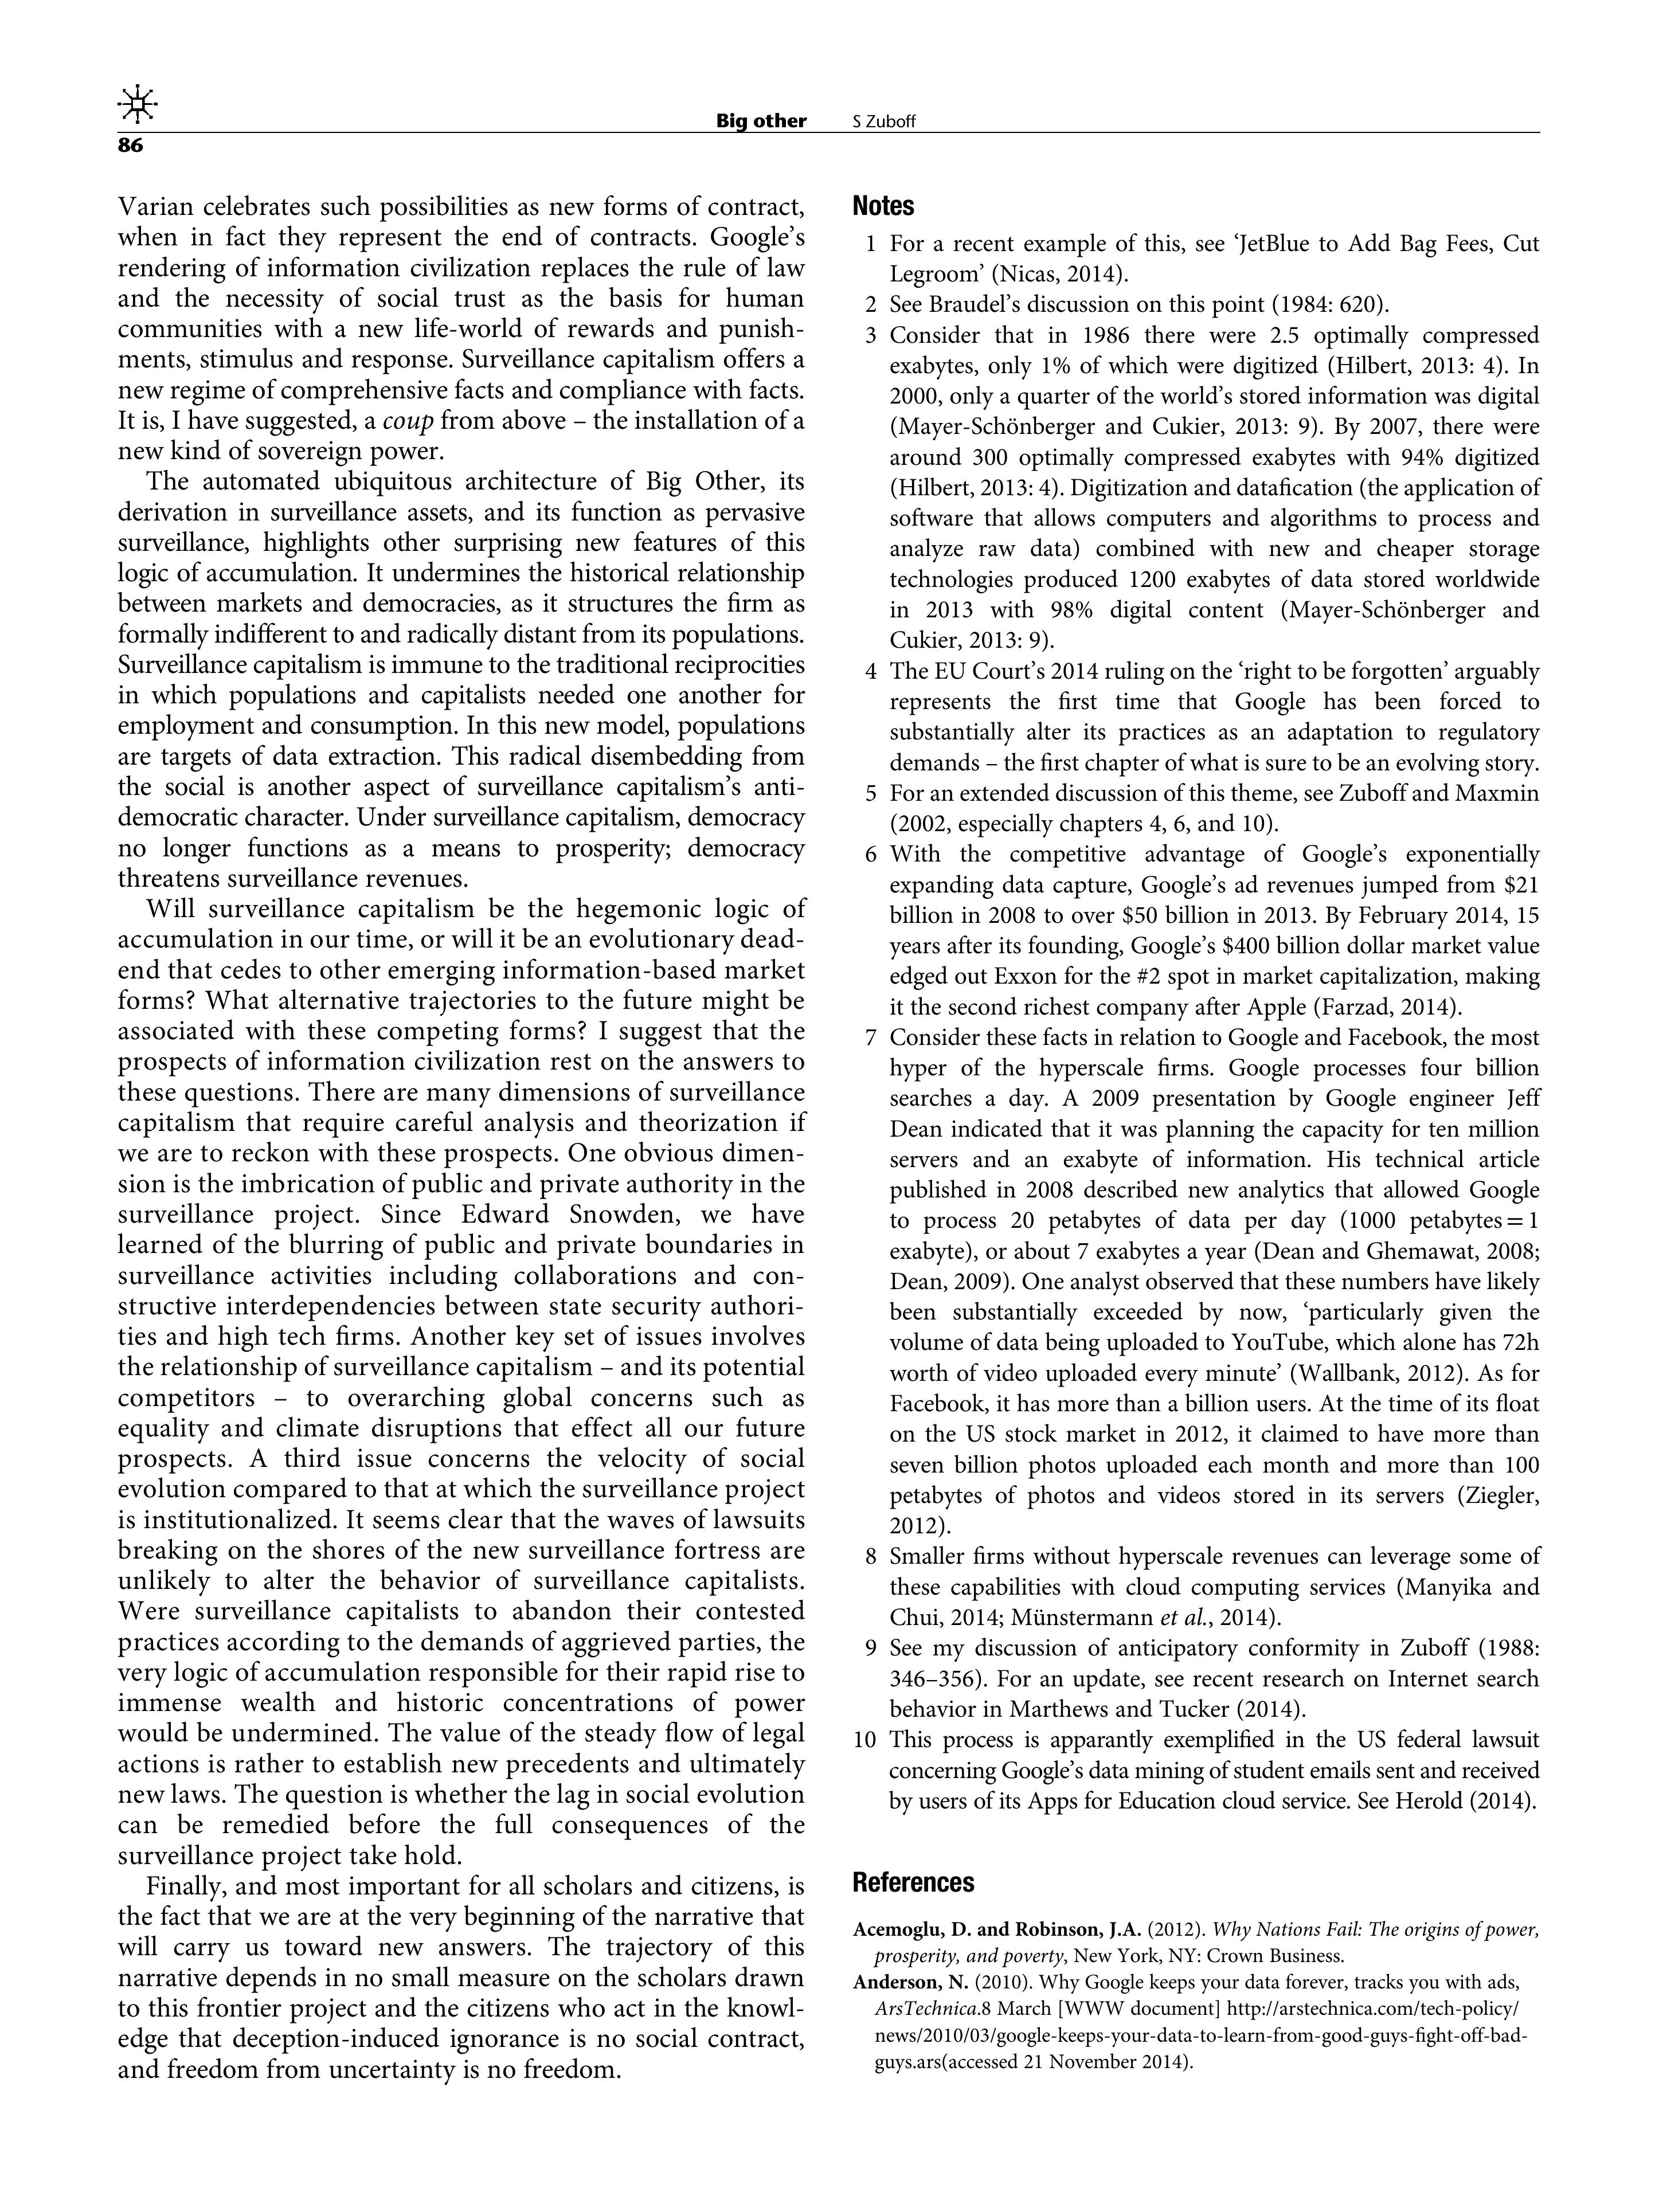 Big other S Zuboff
86
Varian celebrates such possibilities as new forms of contract,
when in fact they represent the end of contracts. Google’s
rendering of information civilization replaces the rule of law
and the necessity of social trust as the basis for human
communities with a new life-world of rewards and punish-
ments, stimulus and response. Surveillance capitalism offers a
new regime of comprehensive facts and compliance with facts.
It is, I have suggested, a coup from above – the installation of a
new kind of sovereign power.
The automated ubiquitous architecture of Big Other, its
derivation in surveillance assets, and its function as pervasive
surveillance, highlights other surprising new features of this
logic of accumulation. It undermines the historical relationship
between markets and democracies, as it structures the firm as
formally indifferent to and radically distant from its populations.
Surveillance capitalism is immune to the traditional reciprocities
in which populations and capitalists needed one another for
employment and consumption. In this new model, populations
are targets of data extraction. This radical disembedding from
the social is another aspect of surveillance capitalism’s anti-
democratic character. Under surveillance capitalism, democracy
no longer functions as a means to prosperity; democracy
threatens surveillance revenues.
Will surveillance capitalism be the hegemonic logic of
accumulation in our time, or will it be an evolutionary dead-
end that cedes to other emerging information-based market
forms? What alternative trajectories to the future might be
associated with these competing forms? I suggest that the
prospects of information civilization rest on the answers to
these questions. There are many dimensions of surveillance
capitalism that require careful analysis and theorization if
we are to reckon with these prospects. One obvious dimen-
sion is the imbrication of public and private authority in the
surveillance project. Since Edward Snowden, we have
learned of the blurring of public and private boundaries in
surveillance activities including collaborations and con-
structive interdependencies between state security authori-
ties and high tech firms. Another key set of issues involves
the relationship of surveillance capitalism – and its potential
competitors – to overarching global concerns such as
equality and climate disruptions that effect all our future
prospects. A third issue concerns the velocity of social
evolution compared to that at which the surveillance project
is institutionalized. It seems clear that the waves of lawsuits
breaking on the shores of the new surveillance fortress are
unlikely to alter the behavior of surveillance capitalists.
Were surveillance capitalists to abandon their contested
practices according to the demands of aggrieved parties, the
very logic of accumulation responsible for their rapid rise to
immense wealth and historic concentrations of power
would be undermined. The value of the steady flow of legal
actions is rather to establish new precedents and ultimately
new laws. The question is whether the lag in social evolution
can be remedied before the full consequences of the
surveillance project take hold.
Finally, and most important for all scholars and citizens, is
the fact that we are at the very beginning of the narrative that
will carry us toward new answers. The trajectory of this
narrative depends in no small measure on the scholars drawn
to this frontier project and the citizens who act in the knowl-
edge that deception-induced ignorance is no social contract,
and freedom from uncertainty is no freedom.
Notes
1 For a recent example of this, see ‘JetBlue to Add Bag Fees, Cut
Legroom’ (Nicas, 2014).
2 See Braudel’s discussion on this point (1984: 620).
3 Consider that in 1986 there were 2.5 optimally compressed
exabytes, only 1% of which were digitized (Hilbert, 2013: 4). In
2000, only a quarter of the world’s stored information was digital
(Mayer-Schönberger and Cukier, 2013: 9). By 2007, there were
around 300 optimally compressed exabytes with 94% digitized
(Hilbert, 2013: 4). Digitization and datafication (the application of
software that allows computers and algorithms to process and
analyze raw data) combined with new and cheaper storage
technologies produced 1200 exabytes of data stored worldwide
in 2013 with 98% digital content (Mayer-Schönberger and
Cukier, 2013: 9).
4 The EU Court’s 2014 ruling on the ‘right to be forgotten’ arguably
represents the first time that Google has been forced to
substantially alter its practices as an adaptation to regulatory
demands – the first chapter of what is sure to be an evolving story.
5 For an extended discussion of this theme, see Zuboff and Maxmin
(2002, especially chapters 4, 6, and 10).
6 With the competitive advantage of Google’s exponentially
expanding data capture, Google’s ad revenues jumped from $21
billion in 2008 to over $50 billion in 2013. By February 2014, 15
years after its founding, Google’s $400 billion dollar market value
edged out Exxon for the #2 spot in market capitalization, making
it the second richest company after Apple (Farzad, 2014).
7 Consider these facts in relation to Google and Facebook, the most
hyper of the hyperscale firms. Google processes four billion
searches a day. A 2009 presentation by Google engineer Jeff
Dean indicated that it was planning the capacity for ten million
servers and an exabyte of information. His technical article
published in 2008 described new analytics that allowed Google
to process 20 petabytes of data per day (1000 petabytes = 1
exabyte), or about 7 exabytes a year (Dean and Ghemawat, 2008;
Dean, 2009). One analyst observed that these numbers have likely
been substantially exceeded by now, ‘particularly given the
volume of data being uploaded to YouTube, which alone has 72h
worth of video uploaded every minute’ (Wallbank, 2012). As for
Facebook, it has more than a billion users. At the time of its float
on the US stock market in 2012, it claimed to have more than
seven billion photos uploaded each month and more than 100
petabytes of photos and videos stored in its servers (Ziegler,
2012).
8 Smaller firms without hyperscale revenues can leverage some of
these capabilities with cloud computing services (Manyika and
Chui, 2014; Münstermann et al., 2014).
9 See my discussion of anticipatory conformity in Zuboff (1988:
346–356). For an update, see recent research on Internet search
behavior in Marthews and Tucker (2014).
10 This process is apparantly exemplified in the US federal lawsuit
concerning Google’s data mining of student emails sent and received
by users of its Apps for Education cloud service. See Herold (2014).
References
Acemoglu, D. and Robinson, J.A. (2012). Why Nations Fail: The origins of power,
prosperity, and poverty, New York, NY: Crown Business.
Anderson, N. (2010). Why Google keeps your data forever, tracks you with ads,
ArsTechnica.8 March [WWW document] http://arstechnica.com/tech-policy/
news/2010/03/google-keeps-your-data-to-learn-from-good-guys-fight-off-bad-
guys.ars(accessed 21 November 2014).